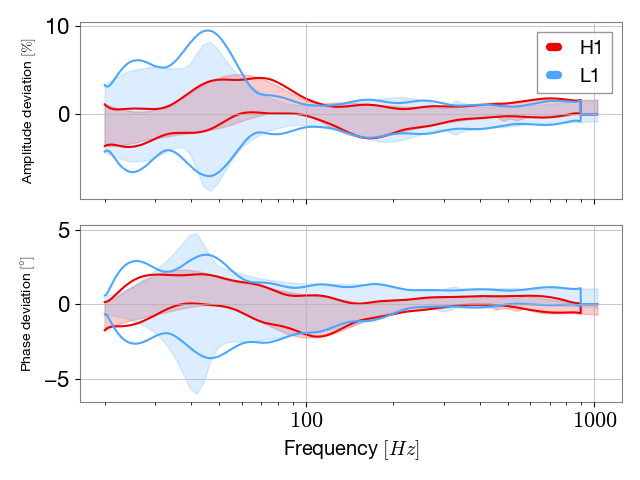 10
0
Amplitude deviation [%]
H1
L1
5
0
−5
Phase deviation [°]
100
1000
Frequency [Hz]